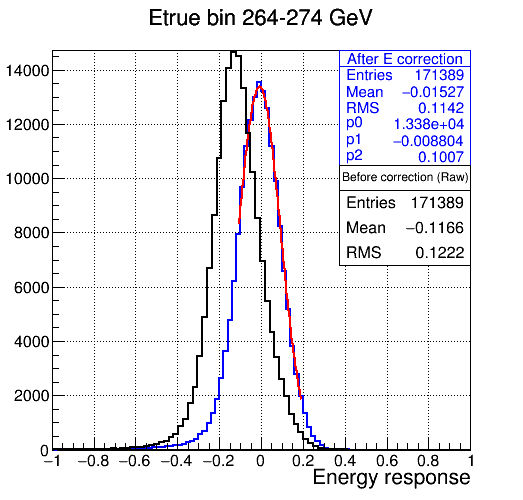 Etrue bin 264-274 GeV
After E correction
Entries 171389
Mean −0.01527
RMS 0.1142
p0 1.338e+04
p1 −0.008804
p2 0.1007
Before correction (Raw)
Entries 171389
Mean −0.1166
RMS 0.1222
14000
12000
10000
8000
6000
4000
2000
0
−1 −0.8 −0.6 −0.4 −0.2 0 0.2 0.4 0.6 0.8 1
Energy response